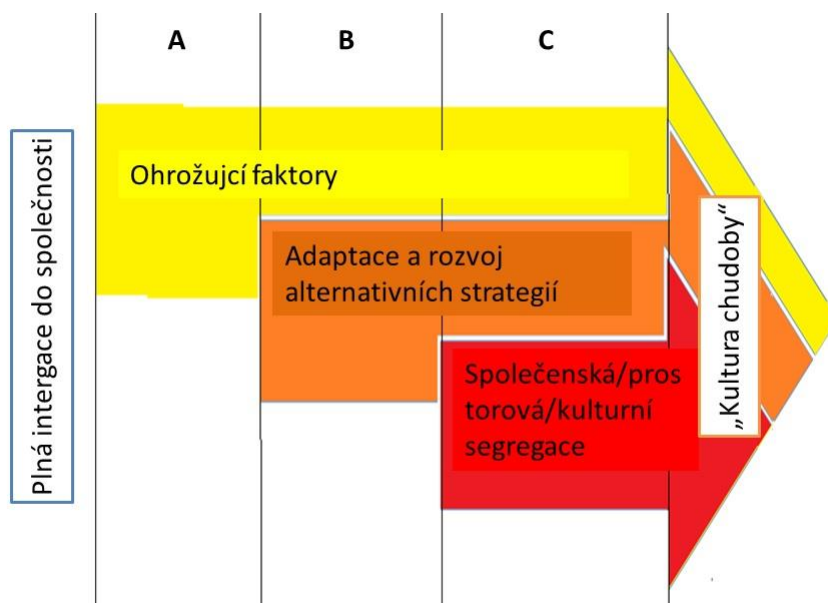 A B C
Plná intergace do společnosti
Ohrožujcí faktory
Adaptace a rozvoj
alternativních strategií
Společenská/pros
torová/kulturní
segregace
„Kultura chudoby“